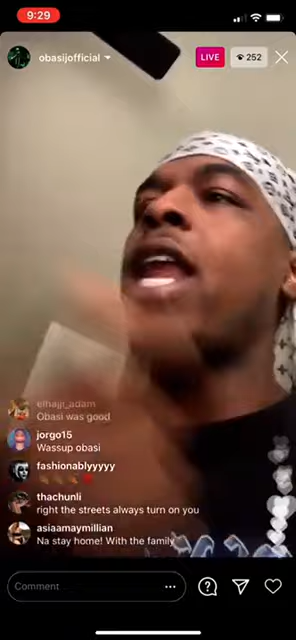 9:29
obasijofficial
LIVE
252
elhajji_adam
Obasi was good
jorgo15
Wassup obasi
fashionablyyyyy
thachunli
right the streets always turn on you
asiaamaymillian
Na stay home! With the family
Comment